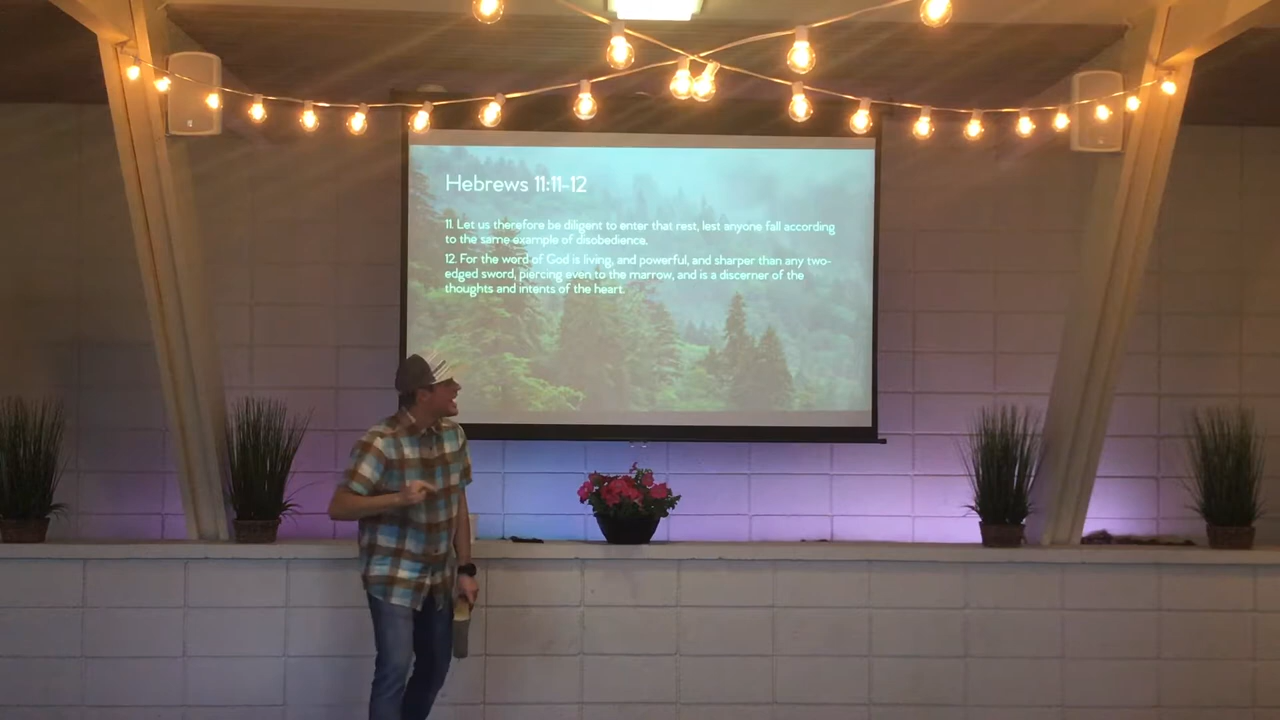 Hebrews 11:11-12
11. Let us therefore be diligent to enter that rest, lest anyone fall according
to the same example of disobedience.
12. For the word of God is living, and powerful, and sharper than any two-
edged sword, piercing even to the marrow, and is a discerner of the
thoughts and intents of the heart.